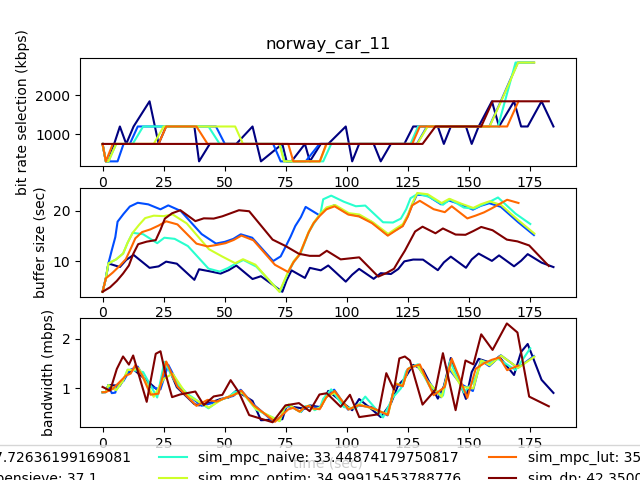 norway_car_11
bit rate selection (kbps)
2000
1000
0 25 50 75 100 125 150 175
buffer size (sec)
20
10
0 25 50 75 100 125 150 175
bandwidth (mbps)
2
1
0 25 50 75 100 125 150 175
time (sec)
7.72636199169081 sim_mpc_naive: 33.44874179750817 sim_mpc_lut: 35
pensieve: 37.1 sim_mpc_optim: 34.99915453788776 sim_dp: 42.3500